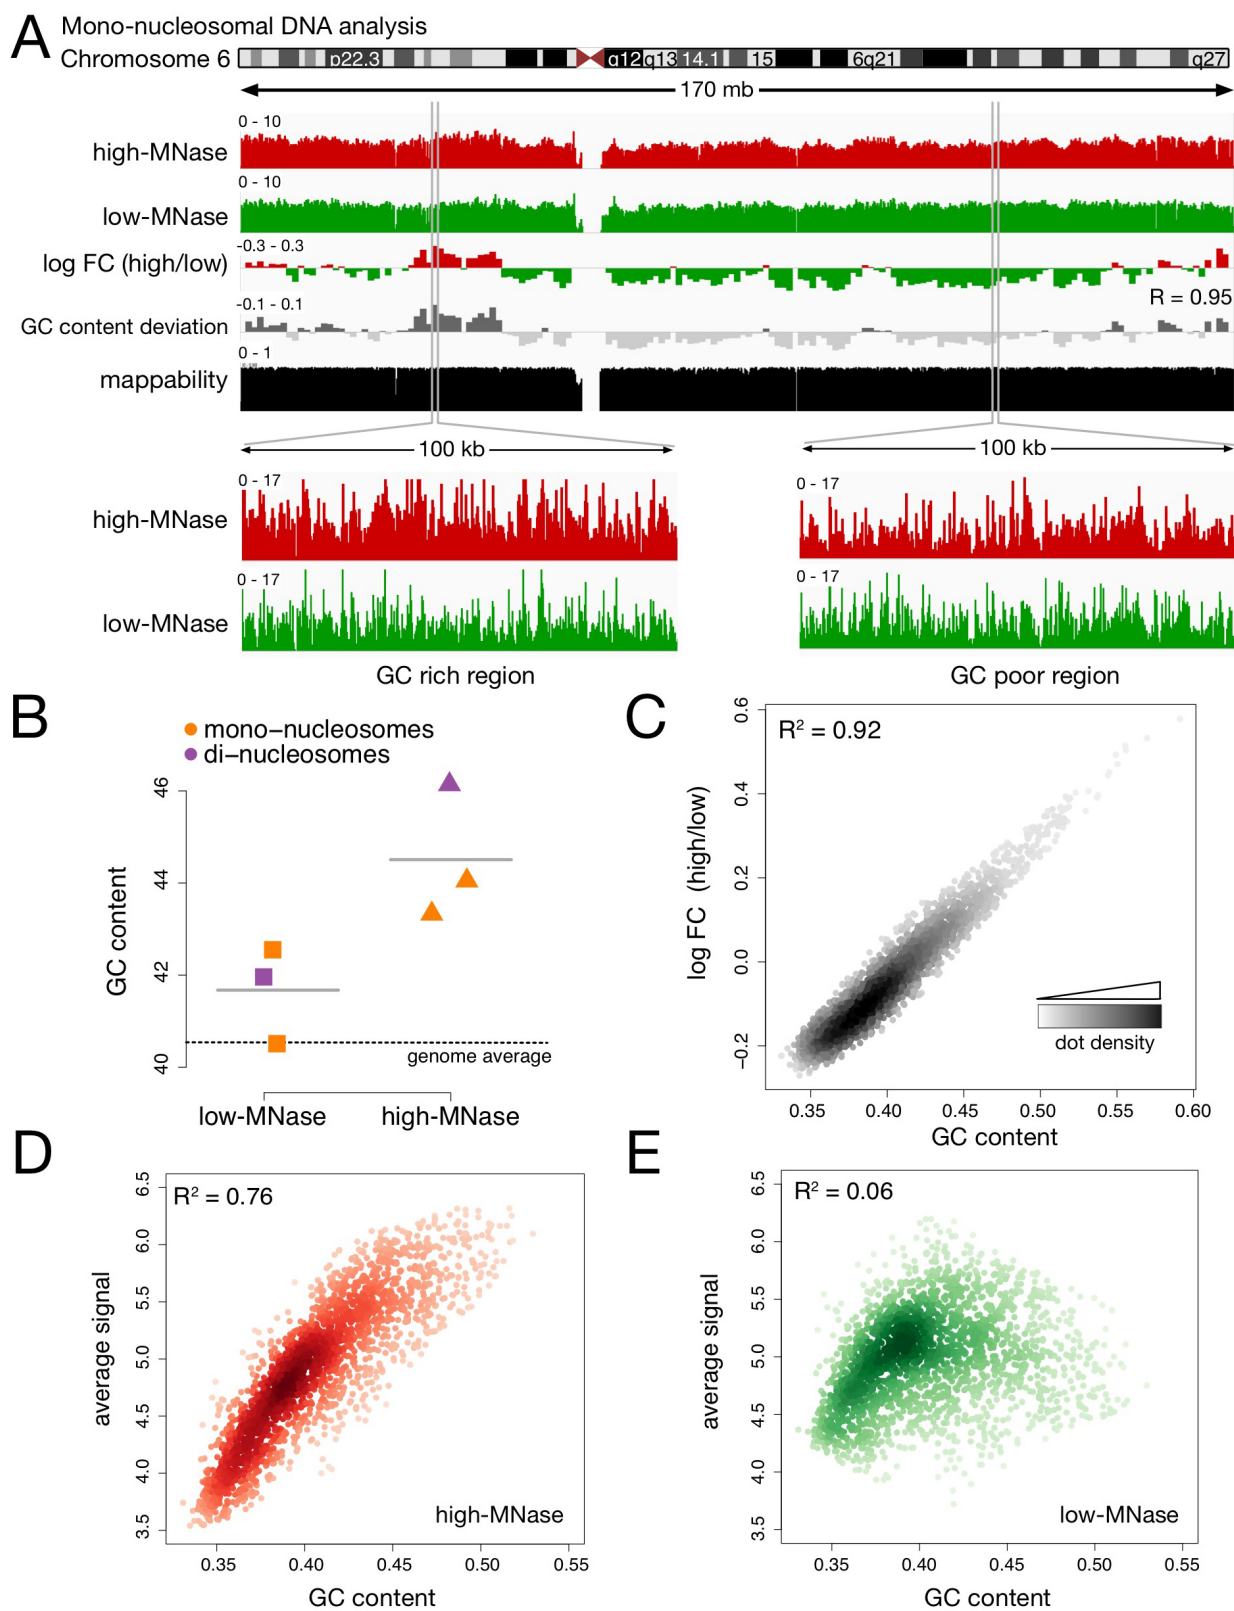 A Mono-nucleosomal DNA analysis
Chromosome 6 p22.3 q12 q13 14.1 15 6q21 q27
170 mb
0 - 10
high-MNase
0 - 10
low-MNase
-0.3 - 0.3
log FC (high/low)
R = 0.95
-0.1 - 0.1
GC content deviation
0 - 1
mappability
100 kb 100 kb
0 - 17 0 - 17
high-MNase
0 - 17 0 - 17
low-MNase
GC rich region GC poor region
B
mono-nucleosomes
di-nucleosomes
GC content
46
44
42
40
genome average
low-MNase high-MNase
C
R² = 0.92
log FC (high/low)
0.6
0.4
0.2
0.0
-0.2
dot density
0.35 0.40 0.45 0.50 0.55 0.60
GC content
D
R² = 0.76
average signal
6.5
6.0
5.5
5.0
4.5
4.0
3.5
high-MNase
0.35 0.40 0.45 0.50 0.55
GC content
E
R² = 0.06
average signal
6.5
6.0
5.5
5.0
4.5
4.0
3.5
low-MNase
0.35 0.40 0.45 0.50 0.55
GC content